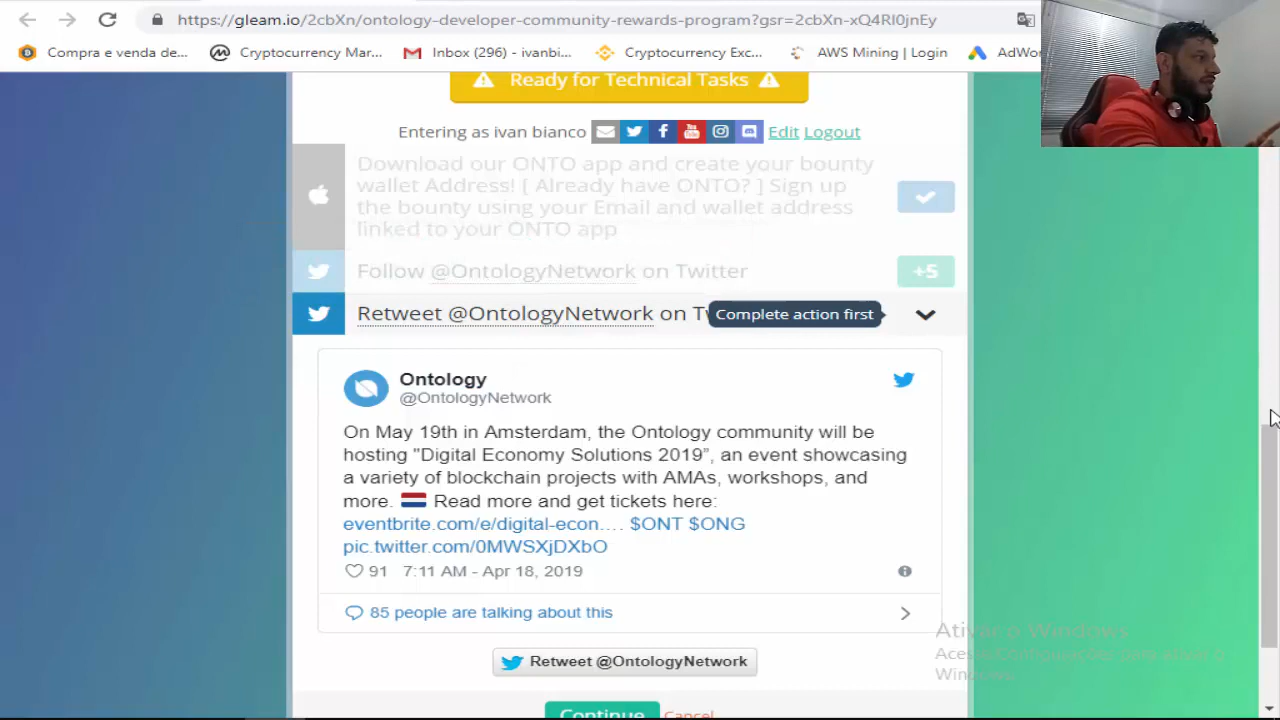 https://gleam.io/2cbXn/ontology-developer-community-rewards-program?gsr=2cbXn-xQ4RI0jnEy
Compra e venda de... Cryptocurrency Mar... Inbox (296) - ivanbi... Cryptocurrency Exc... AWS Mining | Login AdWo
Ready for Technical Tasks
Entering as ivan bianco Edit Logout
Download our ONTO app and create your bounty
wallet Address! [ Already have ONTO? ] Sign up
the bounty using your Email and wallet address
linked to your ONTO app
Follow @OntologyNetwork on Twitter +5
Retweet @OntologyNetwork on Tw Complete action first
Ontology
@OntologyNetwork
On May 19th in Amsterdam, the Ontology community will be
hosting "Digital Economy Solutions 2019", an event showcasing
a variety of blockchain projects with AMAs, workshops, and
more. Read more and get tickets here:
eventbrite.com/e/digital-econ.... $ONT $ONG
pic.twitter.com/0MWSXjDXbO
91 7:11 AM - Apr 18, 2019
85 people are talking about this
Ativar o Windows
Acesse Configurações para ativar o
Windows.
Retweet @OntologyNetwork
Continue Cancel